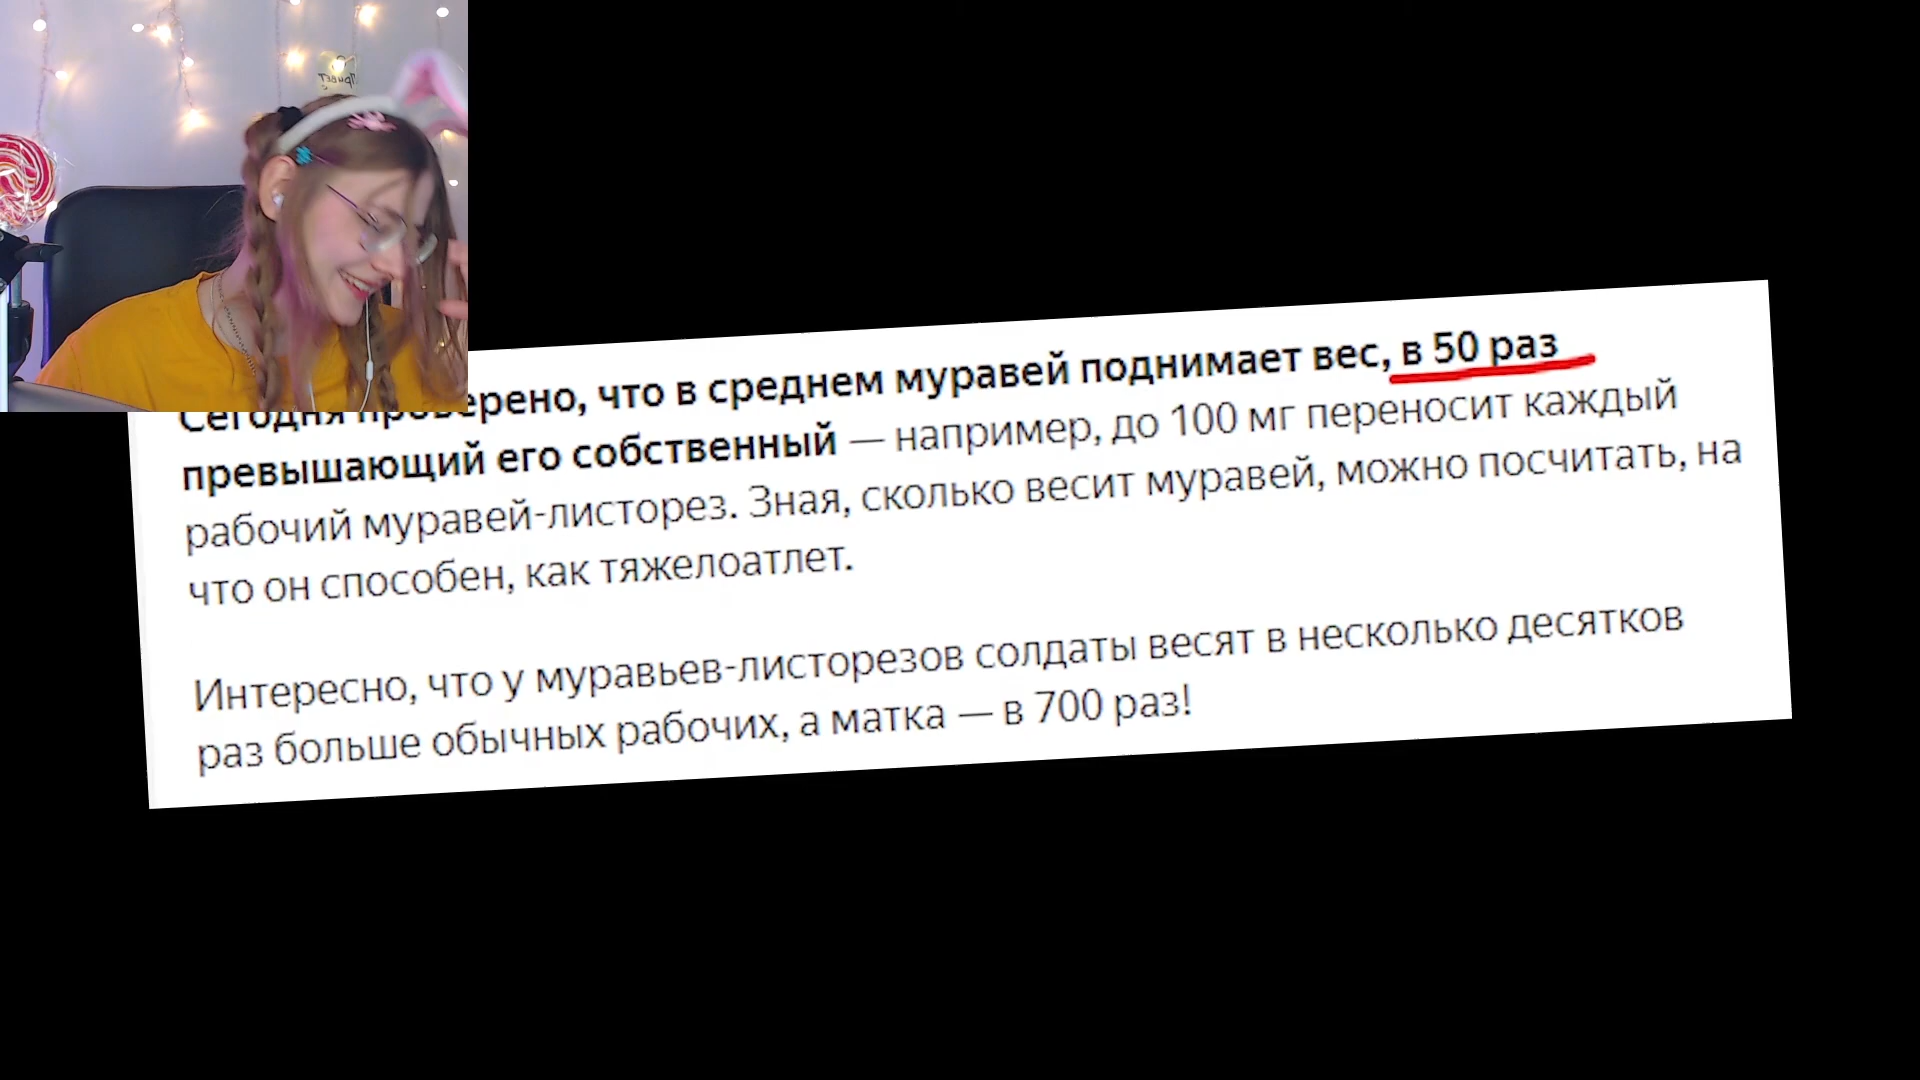 Привет
Сегодня проверено, что в среднем муравей поднимает вес, в 50 раз
превышающий его собственный — например, до 100 мг переносит каждый
рабочий муравей-листорез. Зная, сколько весит муравей, можно посчитать, на
что он способен, как тяжелоатлет.
Интересно, что у муравьев-листорезов солдаты весят в несколько десятков
раз больше обычных рабочих, а матка — в 700 раз!